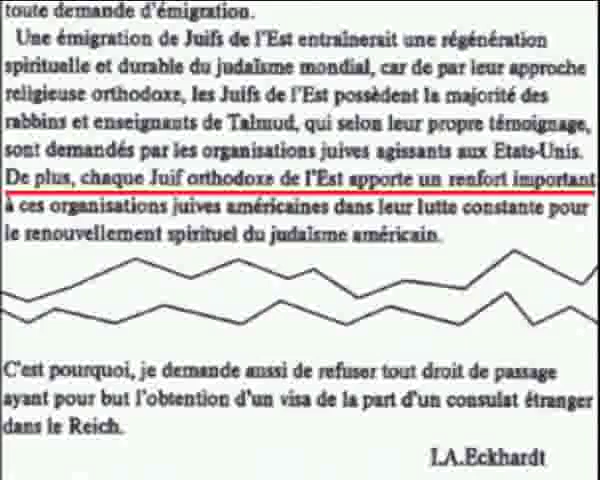 toute demande d'émigration.
Une émigration de Juifs de l'Est entraînerait une régénération
spirituelle et durable du judaïsme mondial, car de par leur approche
religieuse orthodoxe, les Juifs de l'Est possèdent la majorité des
rabbins et enseignants de Talmud, qui selon leur propre témoignage,
sont demandés par les organisations juives agissants aux Etats-Unis.
De plus, chaque Juif orthodoxe de l'Est apporte un renfort important
à ces organisations juives américaines dans leur lutte constante pour
le renouvellement spirituel du judaïsme américain.
C'est pourquoi, je demande aussi de refuser tout droit de passage
ayant pour but l'obtention d'un visa de la part d'un consulat étranger
dans le Reich.
I.A.Eckhardt